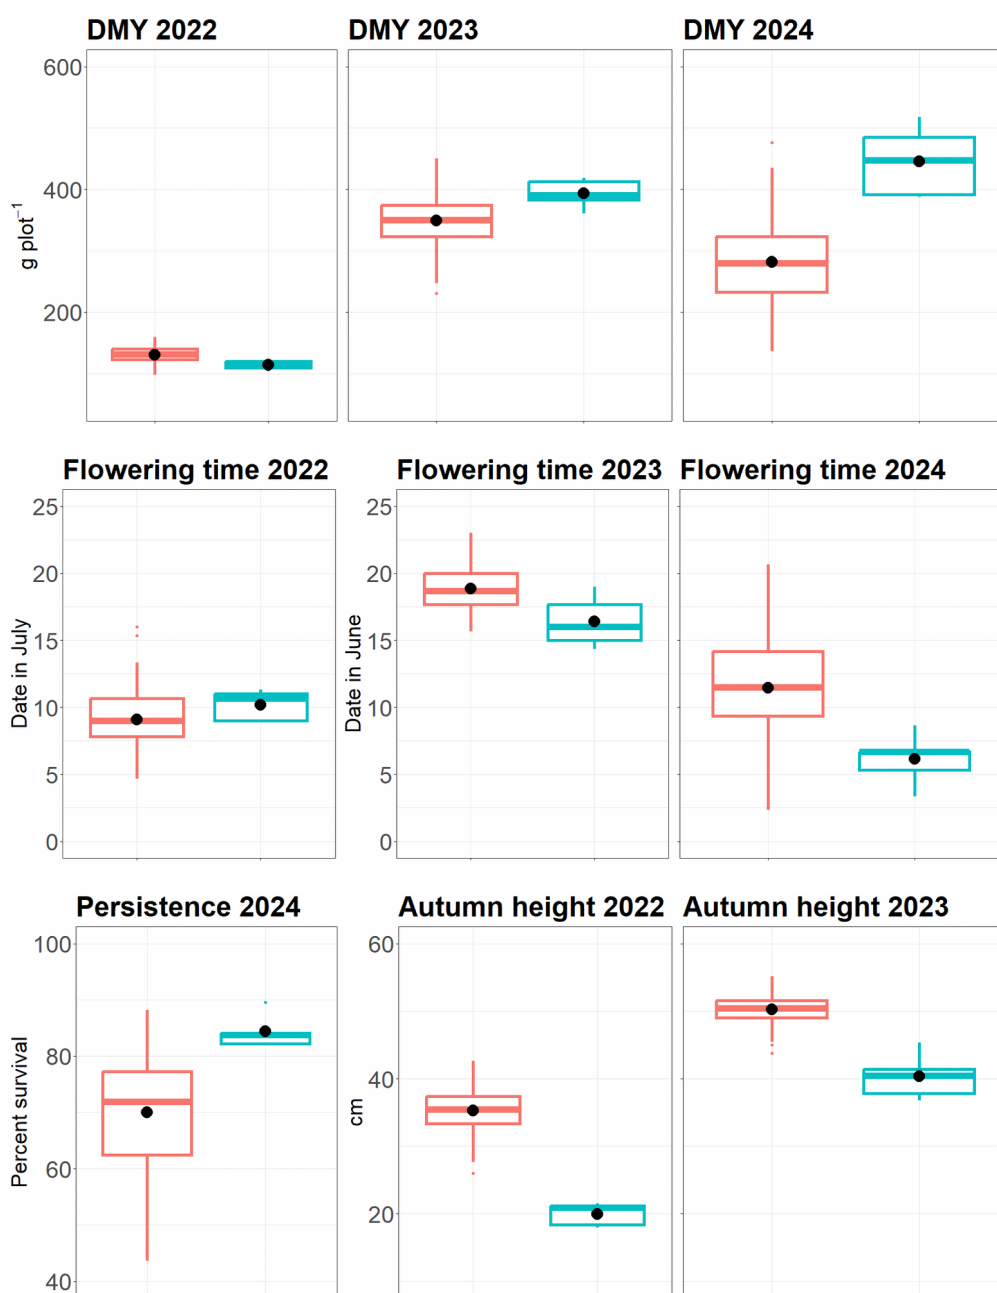 DMY 2022 DMY 2023 DMY 2024
600
400
200
g plot⁻¹
Flowering time 2022 Flowering time 2023 Flowering time 2024
25
20
15
10
5
0
Date in July
25
20
15
10
5
0
Date in June
Persistence 2024 Autumn height 2022 Autumn height 2023
100
80
60
40
Percent survival
60
40
20
cm